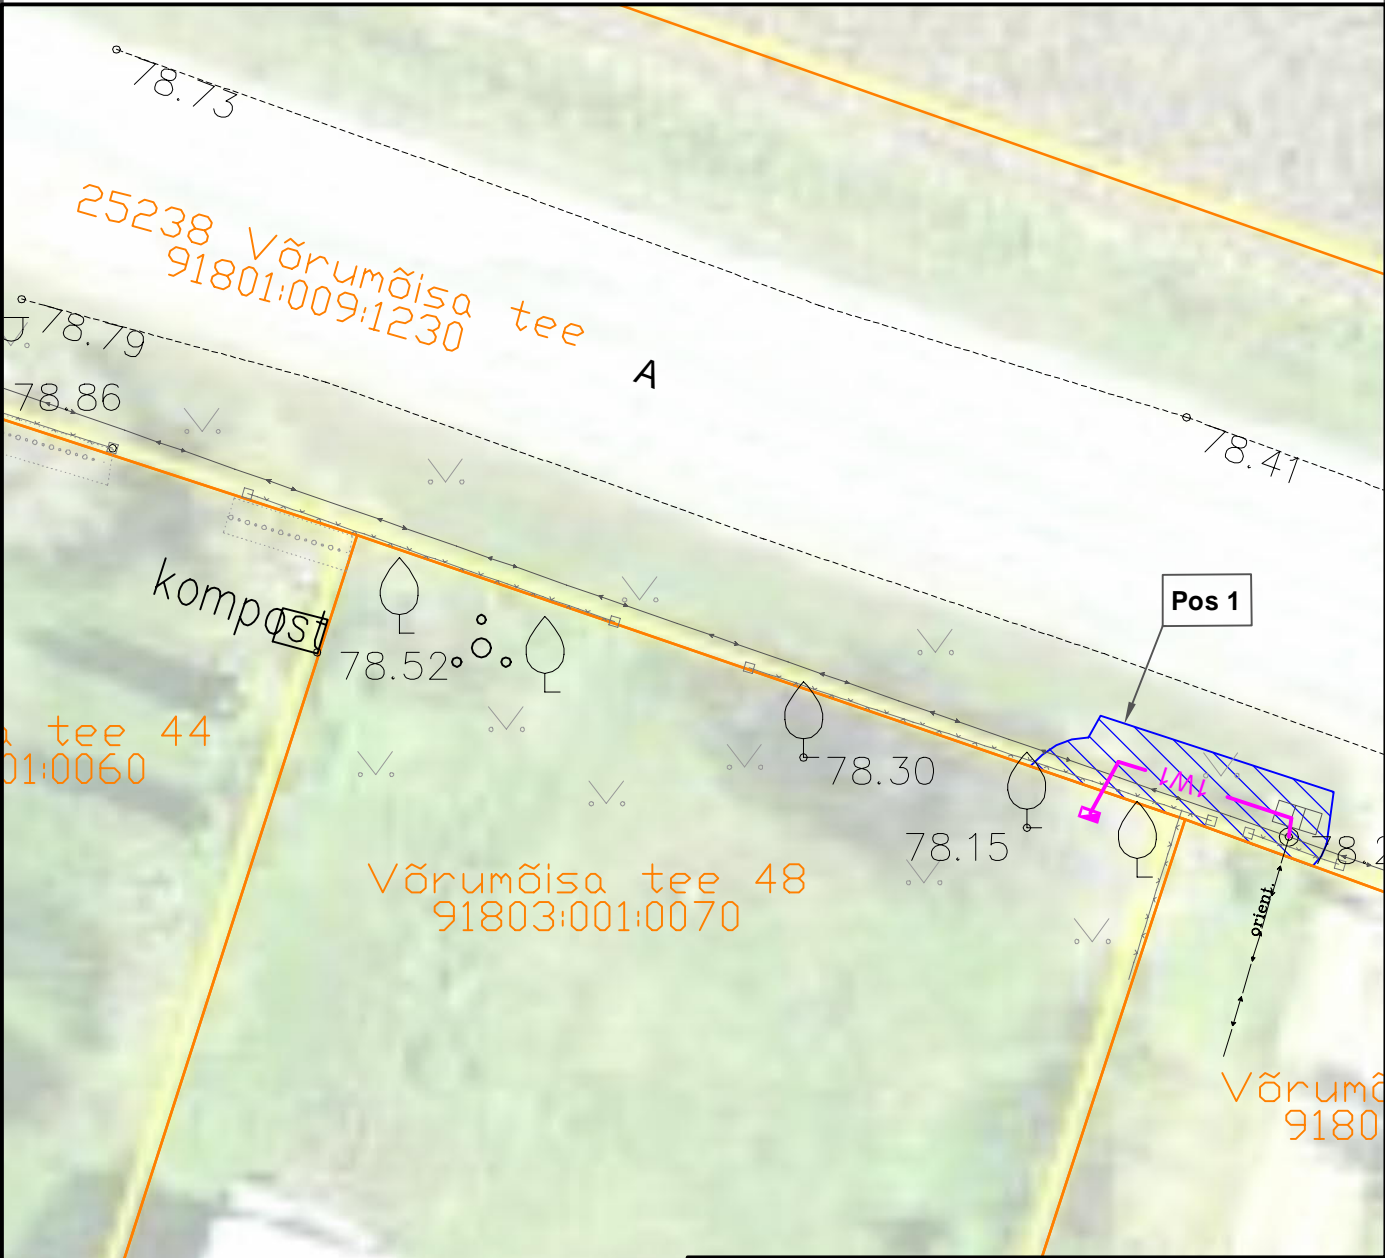 78.73
25238 Võrumõisa tee
91801:009:1230
78.79
A
78.86
78.41
kompost
Pos 1
78.52
tee 44
01:0060
78.30
78.15
Võrumõisa tee 48
91803:001:0070
orient.
Võrumõ
9180